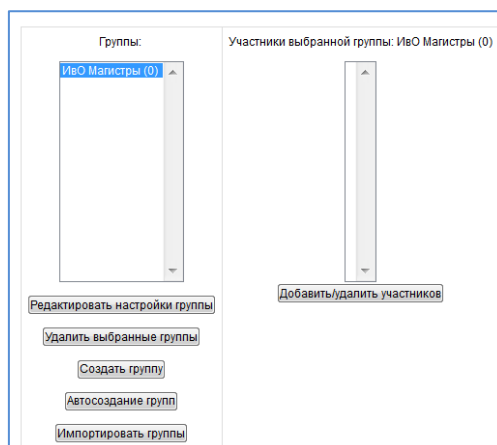 Группы:
ИвО Магистры (0)
Редактировать настройки группы
Удалить выбранные группы
Создать группу
Автосоздание групп
Импортировать группы
Участники выбранной группы: ИвО Магистры (0)
Добавить/удалить участников